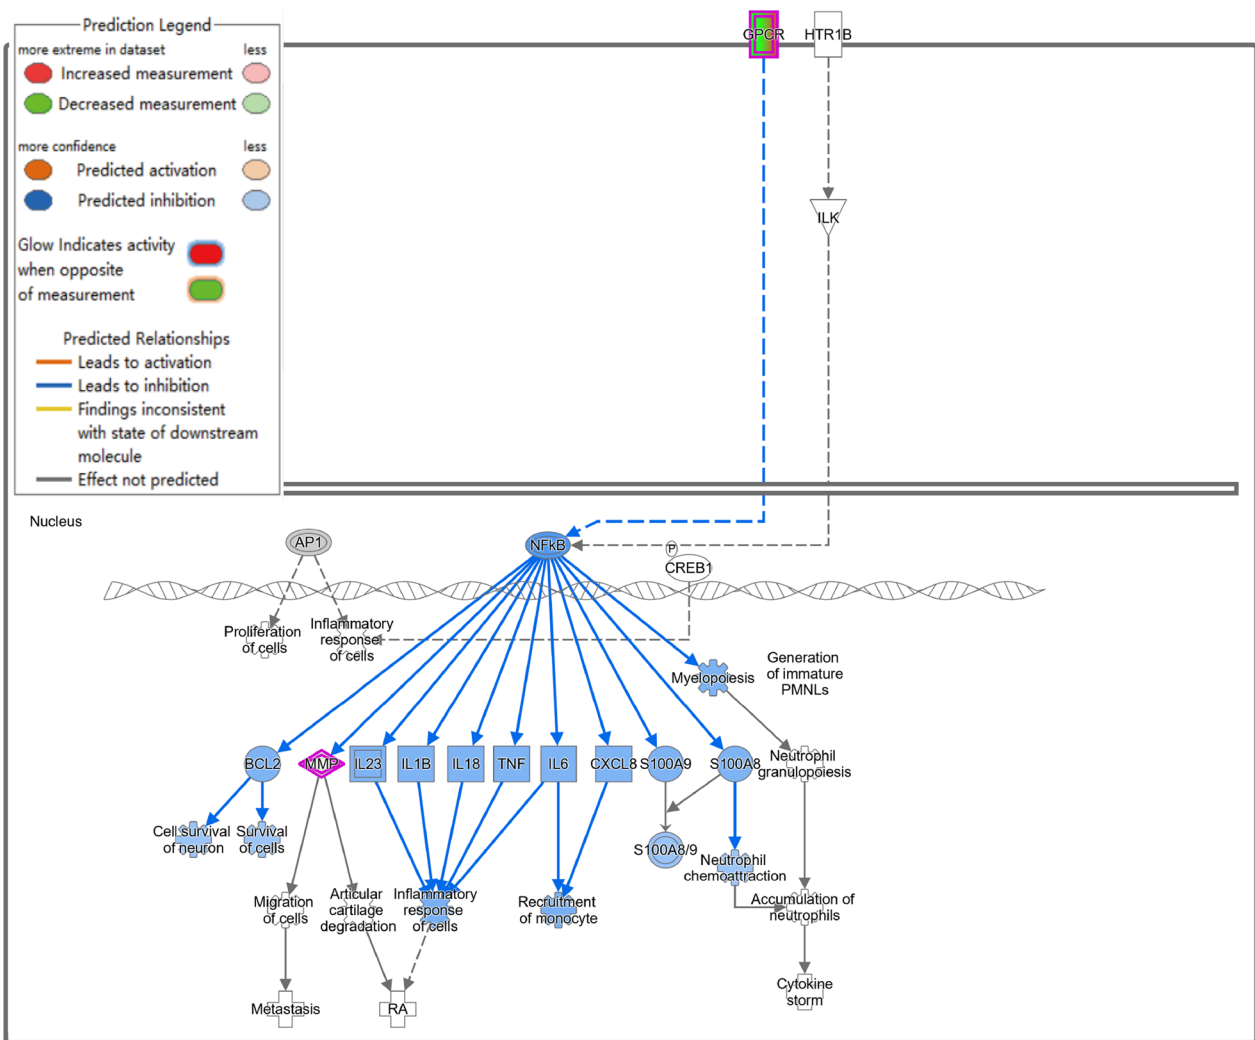 Prediction Legend
more extreme in dataset less
Increased measurement
Decreased measurement
more confidence less
Predicted activation
Predicted inhibition
Glow Indicates activity
when opposite
of measurement
Predicted Relationships
Leads to activation
Leads to inhibition
Findings inconsistent
with state of downstream
molecule
Effect not predicted
GPCR
HTR1B
ILK
Nucleus
AP1
NFkB
P
CREB1
Proliferation
of cells
Inflammatory
response
of cells
Myelopoiesis
Generation
of immature
PMNLs
BCL2
MMP
IL23
IL1B
IL18
TNF
IL6
CXCL8
S100A9
S100A8
Neutrophil
granulopoiesis
Cell survival
of neuron
Survival
of cells
S100A8/9
Neutrophil
chemoattraction
Migration
of cells
Articular
cartilage
degradation
Inflammatory
response
of cells
Recruitment
of monocyte
Accumulation of
neutrophils
Metastasis
RA
Cytokine
storm